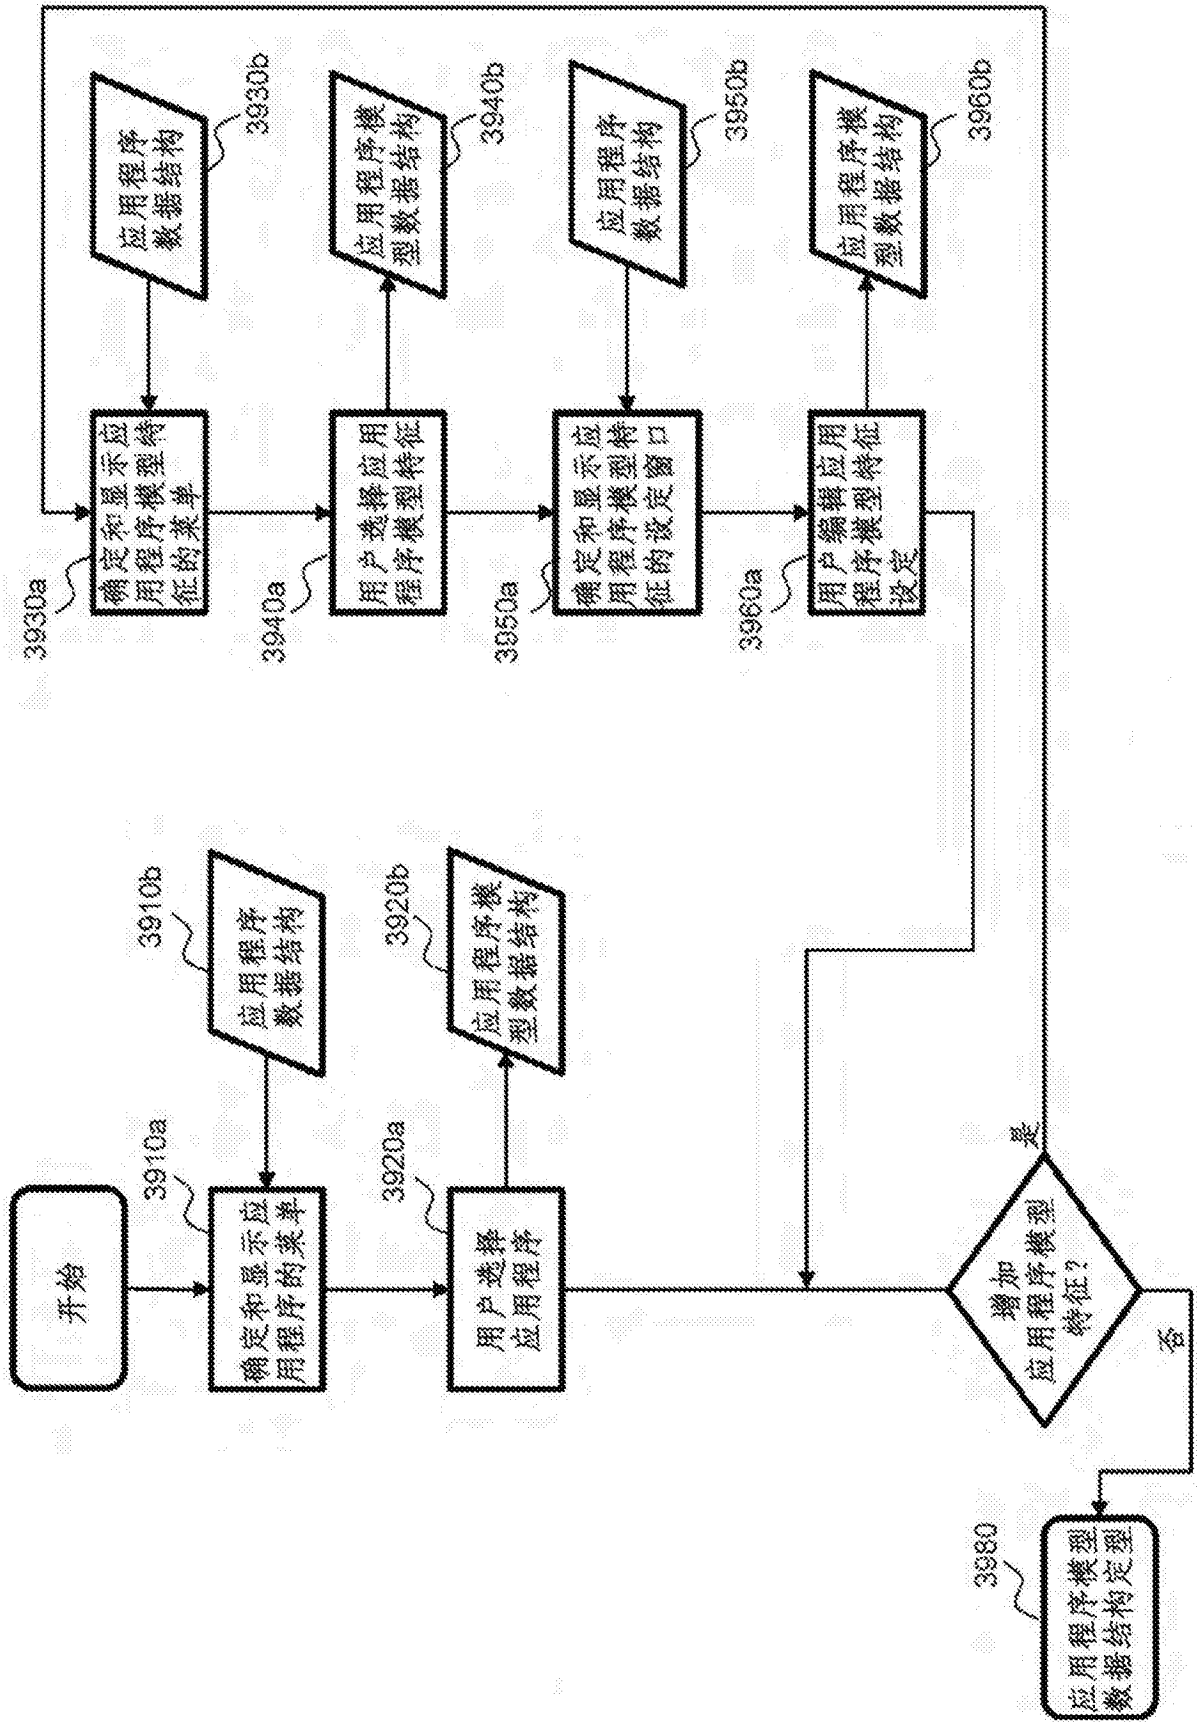 开始
3910a
确定和显示应
用程序的菜单
3910b
应用程序
数据结构
3920a
用户选择
应用程序
3920b
应用程序模
型数据结构
增加
应用程序模型
特征?
是
否
3980
应用程序模型
数据结构定型
3930a
确定和显示应
用程序模型特
征的菜单
3930b
应用程序
数据结构
3940a
用户选择应用
程序模型特征
3940b
应用程序模
型数据结构
3950a
确定和显示应
用程序模型特
征的设定窗口
3950b
应用程序
数据结构
3960a
用户编辑应用
程序模型特征
设定
3960b
应用程序模
型数据结构